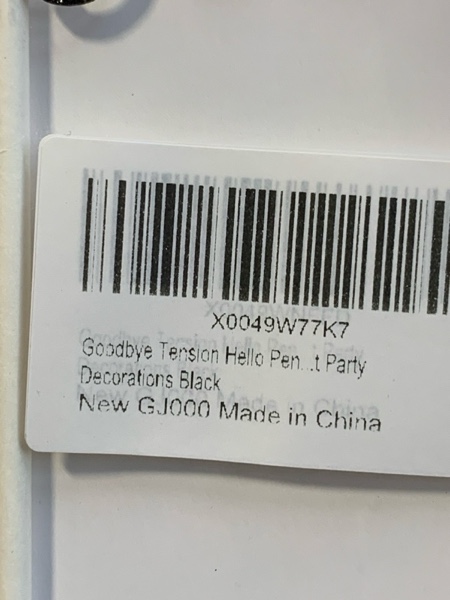 X0049W77K7
Goodbye Tension Hello Pen...t Party
Decorations Black
New GJ000 Made in China